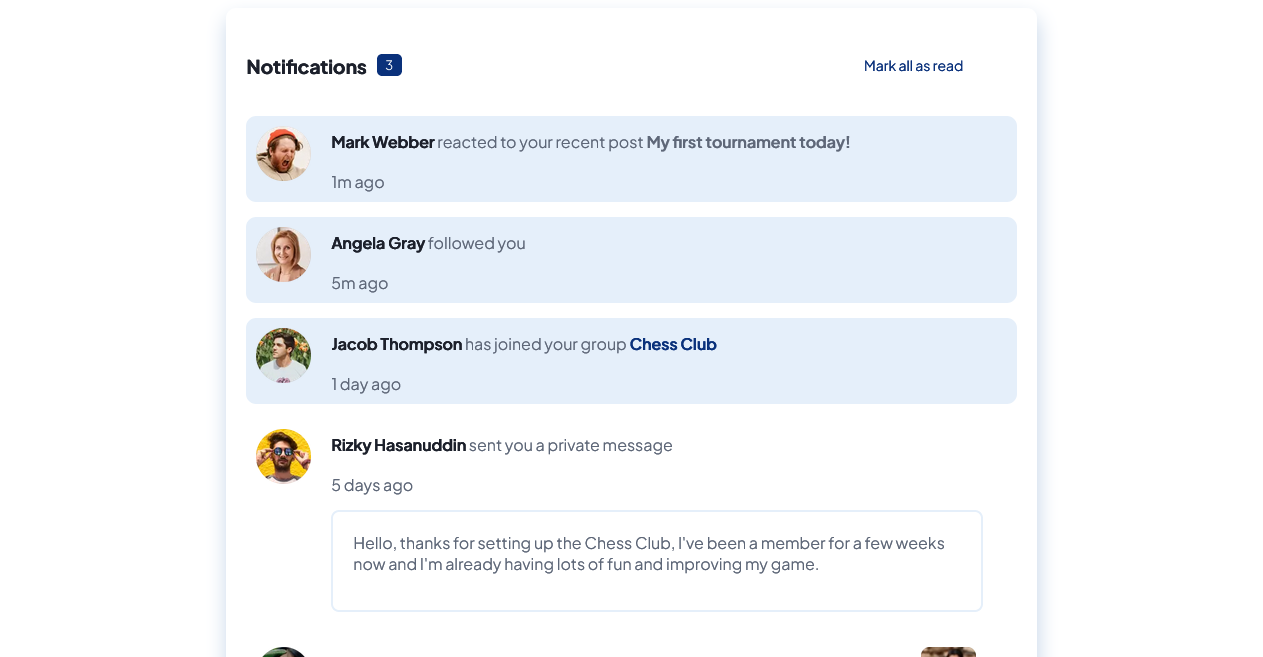 Notifications 3 Mark all as read
Mark Webber reacted to your recent post My first tournament today!
1m ago
Angela Gray followed you
5m ago
Jacob Thompson has joined your group Chess Club
1 day ago
Rizky Hasanuddin sent you a private message
5 days ago
Hello, thanks for setting up the Chess Club, I've been a member for a few weeks
now and I'm already having lots of fun and improving my game.